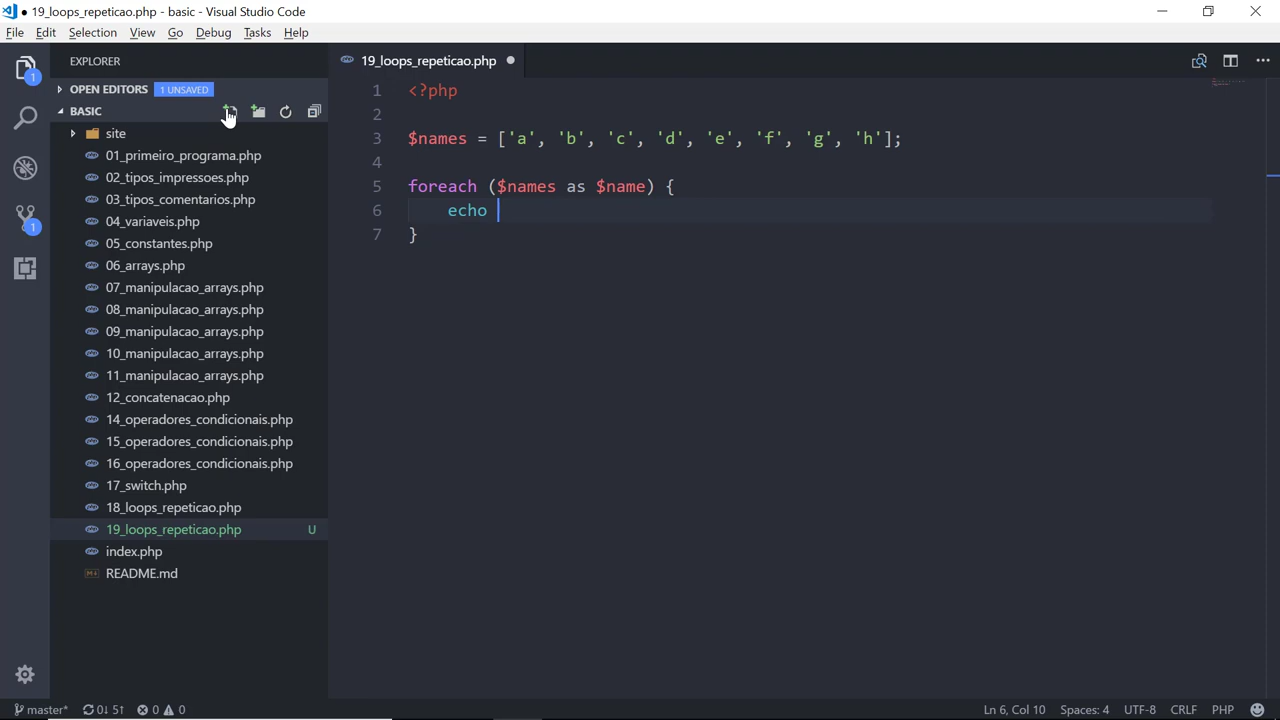 ● 19_loops_repeticao.php - basic - Visual Studio Code
File Edit Selection View Go Debug Tasks Help
EXPLORER
19_loops_repeticao.php ●
OPEN EDITORS 1 UNSAVED
BASIC
site
01_primeiro_programa.php
02_tipos_impressoes.php
03_tipos_comentarios.php
04_variaveis.php
05_constantes.php
06_arrays.php
07_manipulacao_arrays.php
08_manipulacao_arrays.php
09_manipulacao_arrays.php
10_manipulacao_arrays.php
11_manipulacao_arrays.php
12_concatenacao.php
14_operadores_condicionais.php
15_operadores_condicionais.php
16_operadores_condicionais.php
17_switch.php
18_loops_repeticao.php
19_loops_repeticao.php U
index.php
README.md
1
1
1 <?php
2
3 $names = ['a', 'b', 'c', 'd', 'e', 'f', 'g', 'h'];
4
5 foreach ($names as $name) {
6 echo
7 }
master* 0↓ 5↑ 0 0 Ln 6, Col 10 Spaces: 4 UTF-8 CRLF PHP